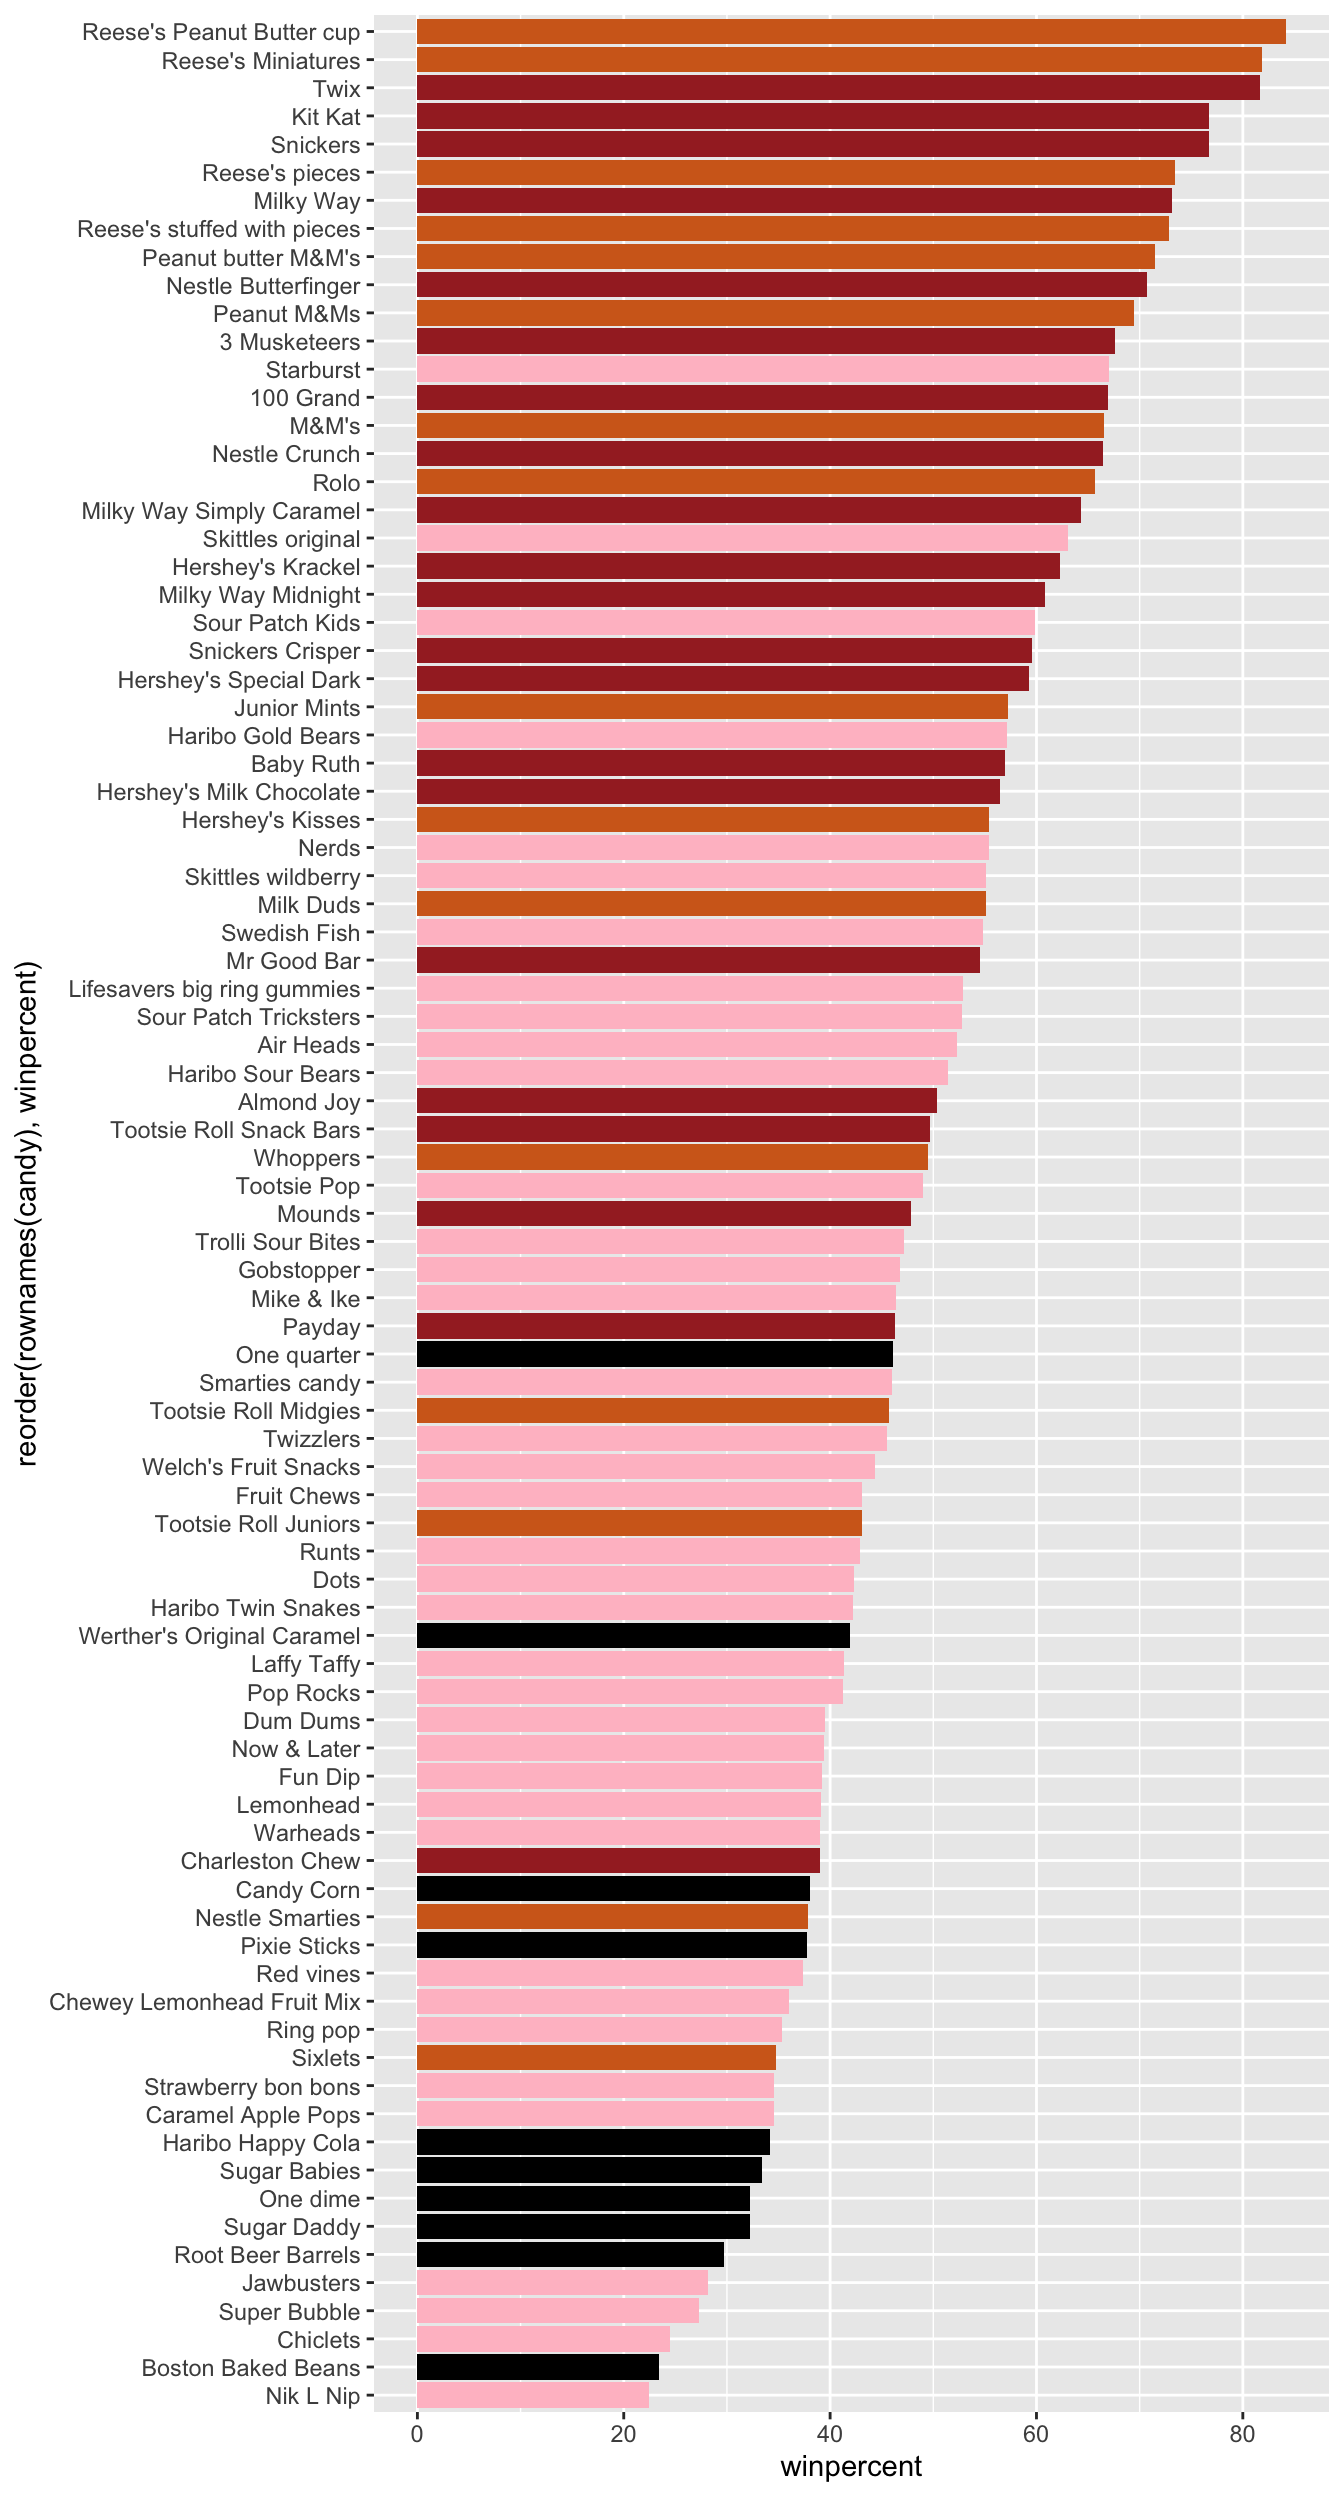 Reese's Peanut Butter cup
Reese's Miniatures
Twix
Kit Kat
Snickers
Reese's pieces
Milky Way
Reese's stuffed with pieces
Peanut butter M&M's
Nestle Butterfinger
Peanut M&Ms
3 Musketeers
Starburst
100 Grand
M&M's
Nestle Crunch
Rolo
Milky Way Simply Caramel
Skittles original
Hershey's Krackel
Milky Way Midnight
Sour Patch Kids
Snickers Crisper
Hershey's Special Dark
Junior Mints
Haribo Gold Bears
Baby Ruth
Hershey's Milk Chocolate
Hershey's Kisses
Nerds
Skittles wildberry
Milk Duds
Swedish Fish
Mr Good Bar
Lifesavers big ring gummies
Sour Patch Tricksters
Air Heads
Haribo Sour Bears
Almond Joy
Tootsie Roll Snack Bars
Whoppers
Tootsie Pop
Mounds
Trolli Sour Bites
Gobstopper
Mike & Ike
Payday
One quarter
Smarties candy
Tootsie Roll Midgies
Twizzlers
Welch's Fruit Snacks
Fruit Chews
Tootsie Roll Juniors
Runts
Dots
Haribo Twin Snakes
Werther's Original Caramel
Laffy Taffy
Pop Rocks
Dum Dums
Now & Later
Fun Dip
Lemonhead
Warheads
Charleston Chew
Candy Corn
Nestle Smarties
Pixie Sticks
Red vines
Chewey Lemonhead Fruit Mix
Ring pop
Sixlets
Strawberry bon bons
Caramel Apple Pops
Haribo Happy Cola
Sugar Babies
One dime
Sugar Daddy
Root Beer Barrels
Jawbusters
Super Bubble
Chiclets
Boston Baked Beans
Nik L Nip
reorder(rownames(candy), winpercent)
0 20 40 60 80
winpercent